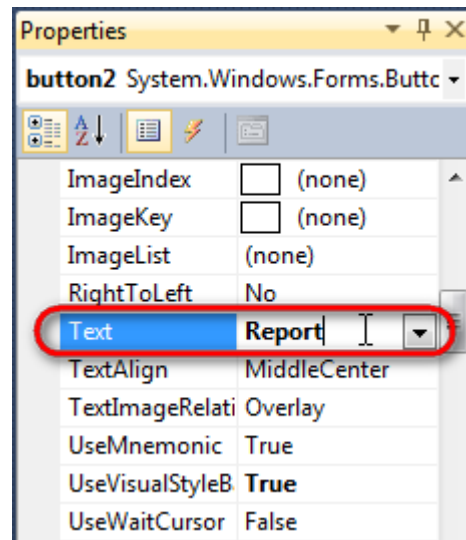 Properties
button2 System.Windows.Forms.Buttc
ImageIndex (none)
ImageKey (none)
ImageList (none)
RightToLeft No
Text Report
TextAlign MiddleCenter
TextImageRelati Overlay
UseMnemonic True
UseVisualStyleB True
UseWaitCursor False